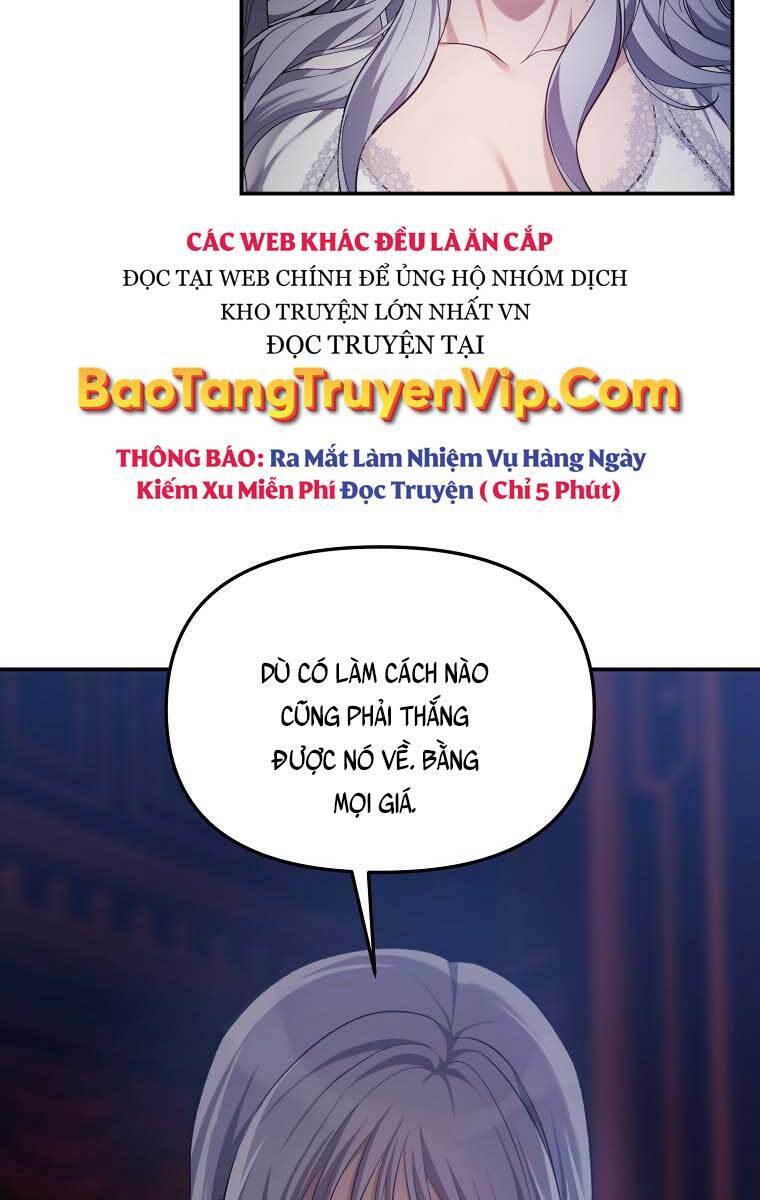 CÁC WEB KHÁC ĐỀU LÀ ĂN CẮP
ĐỌC TẠI WEB CHÍNH ĐỂ ỦNG HỘ NHÓM DỊCH
KHO TRUYỆN LỚN NHẤT VN
ĐỌC TRUYỆN TẠI
BaoTangTruyenVip.Com
THÔNG BÁO: Ra Mắt Làm Nhiệm Vụ Hàng Ngày
Kiếm Xu Miễn Phí Đọc Truyện ( Chỉ 5 Phút)
DÙ CÓ LÀM CÁCH NÀO
CŨNG PHẢI THẮNG
ĐƯỢC NÓ VỀ. BẰNG
MỌI GIÁ.